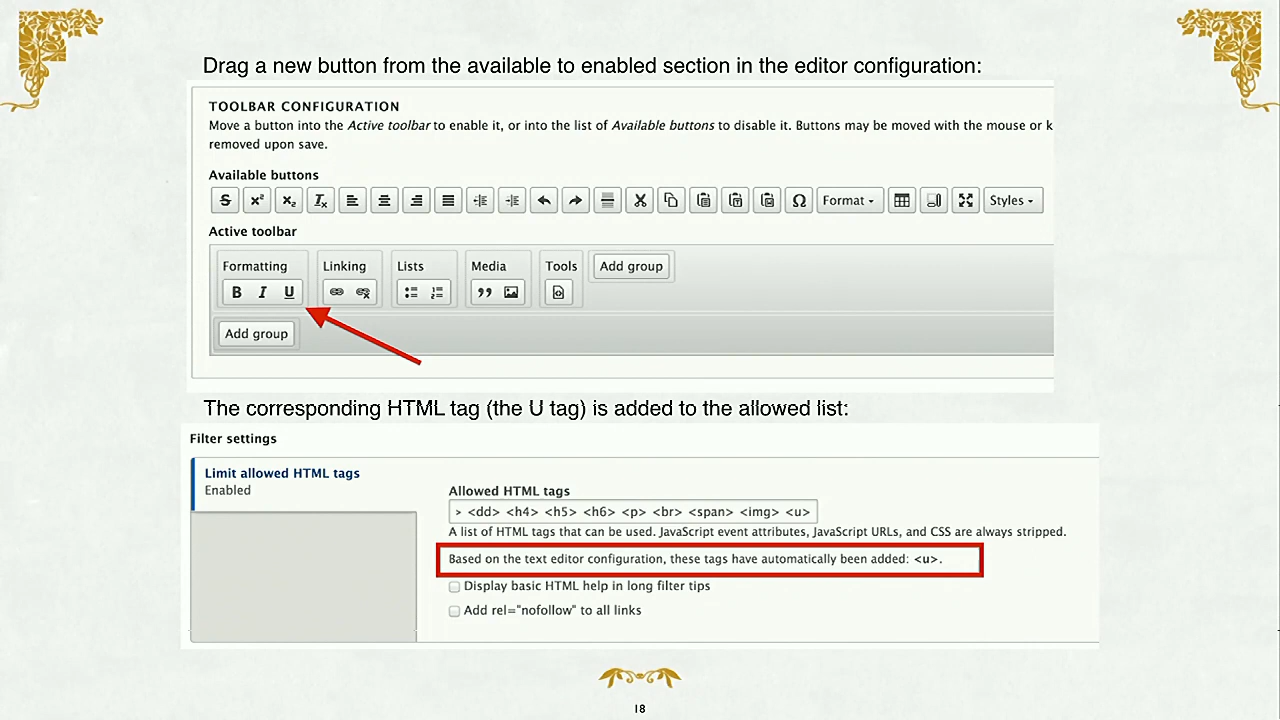 Drag a new button from the available to enabled section in the editor configuration:
TOOLBAR CONFIGURATION
Move a button into the Active toolbar to enable it, or into the list of Available buttons to disable it. Buttons may be moved with the mouse or k
removed upon save.
Available buttons
S x² x₂ Tx Ω Format Styles
Active toolbar
Formatting Linking Lists Media Tools Add group
B I U
Add group
The corresponding HTML tag (the U tag) is added to the allowed list:
Filter settings
Limit allowed HTML tags
Enabled
Allowed HTML tags
> <dd> <h4> <h5> <h6> <p> <br> <span> <img> <u>
A list of HTML tags that can be used. JavaScript event attributes, JavaScript URLs, and CSS are always stripped.
Based on the text editor configuration, these tags have automatically been added: <u>.
Display basic HTML help in long filter tips
Add rel="nofollow" to all links
18